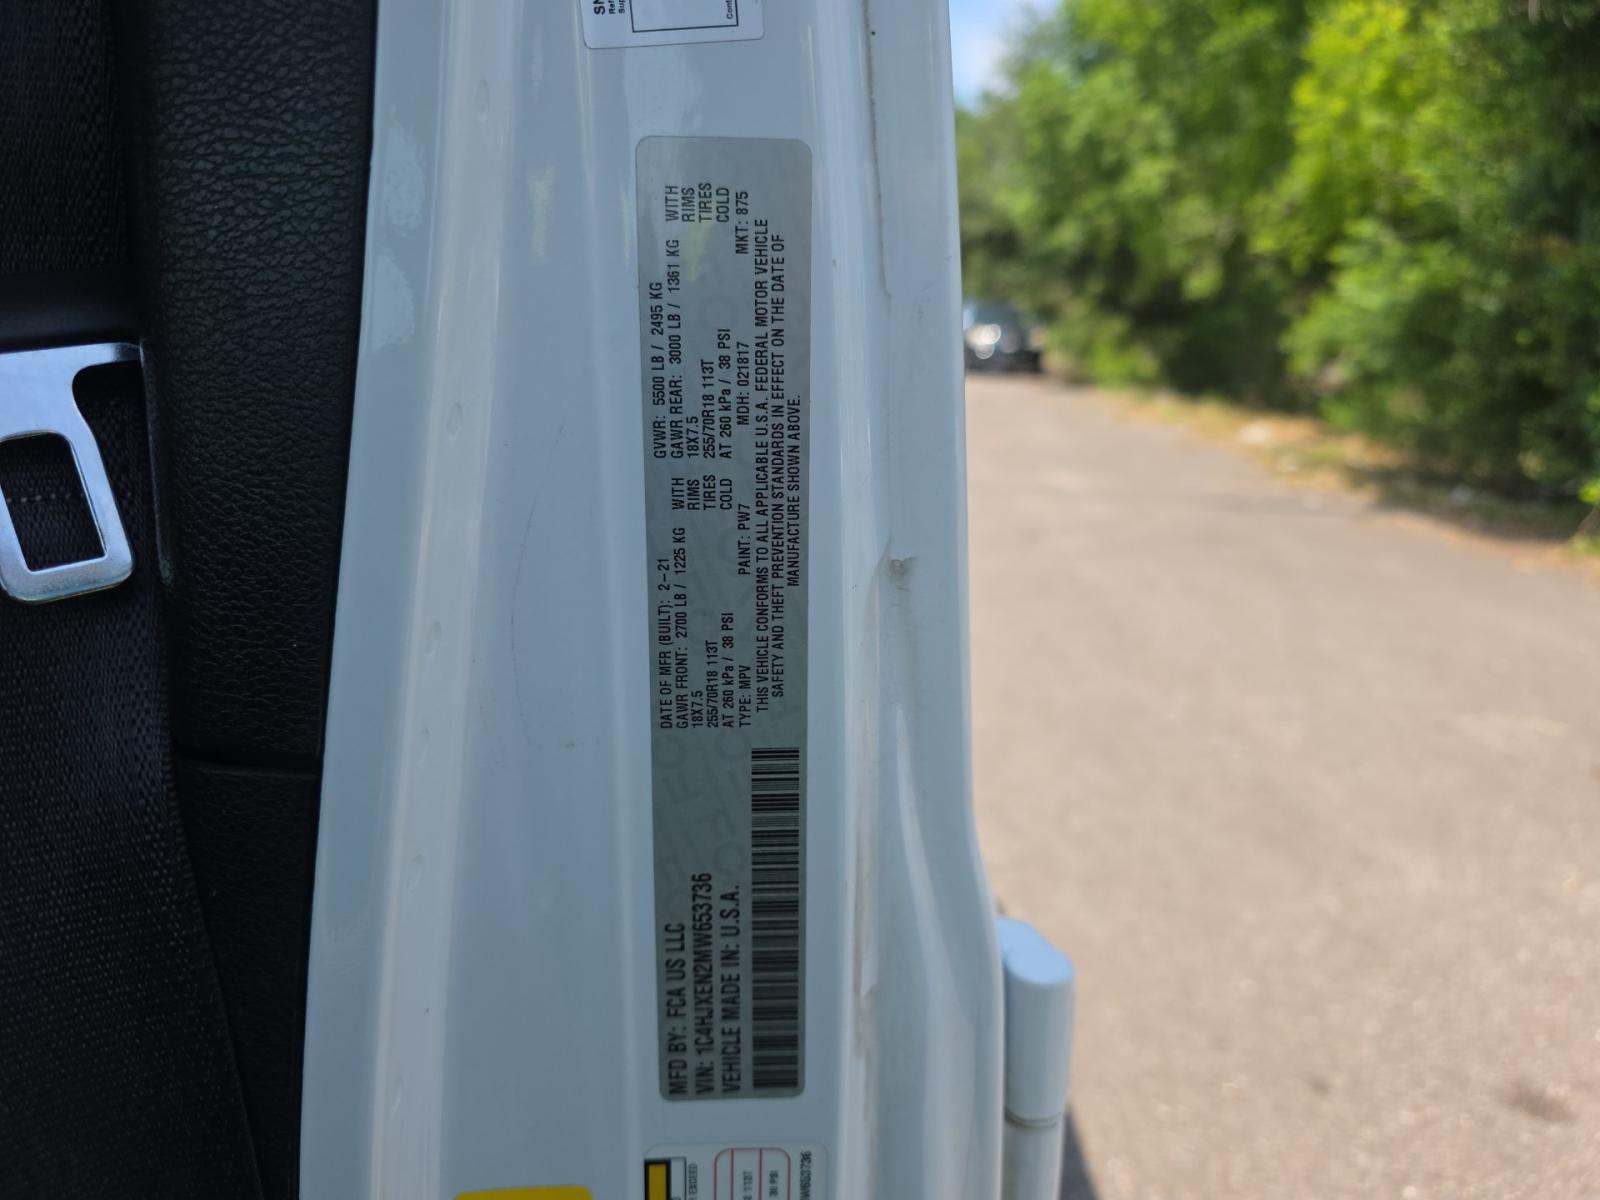 MFD BY: FCA US LLC
VIN: 1C4HJXEN2MW653736
VEHICLE MADE IN: U.S.A.
DATE OF MFR (BUILT): 2-21 GVWR: 5500 LB / 2495 KG
GAWR FRONT: 2700 LB / 1225 KG WITH GAWR REAR: 3000 LB / 1361 KG WITH
18X7.5 RIMS 18X7.5 RIMS
255/70R18 113T TIRES 255/70R18 113T TIRES
AT 260 kPa / 38 PSI COLD AT 260 kPa / 38 PSI COLD
TYPE: MPV PAINT: PW7 MDH: 021817 MKT: 875
THIS VEHICLE CONFORMS TO ALL APPLICABLE U.S.A. FEDERAL MOTOR VEHICLE
SAFETY AND THEFT PREVENTION STANDARDS IN EFFECT ON THE DATE OF
MANUFACTURE SHOWN ABOVE.